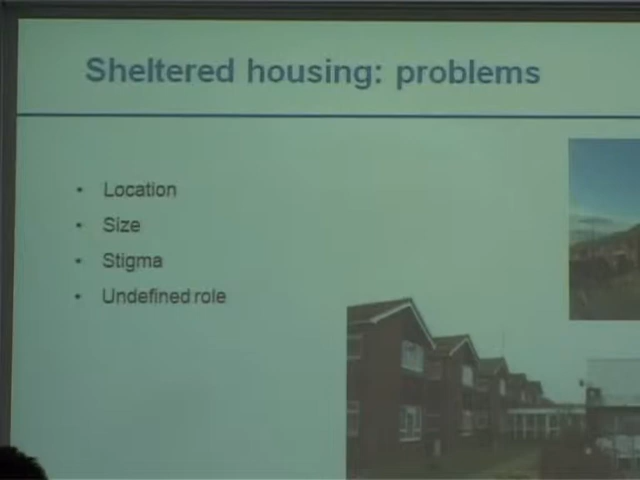 Sheltered housing: problems
• Location
• Size
• Stigma
• Undefined role